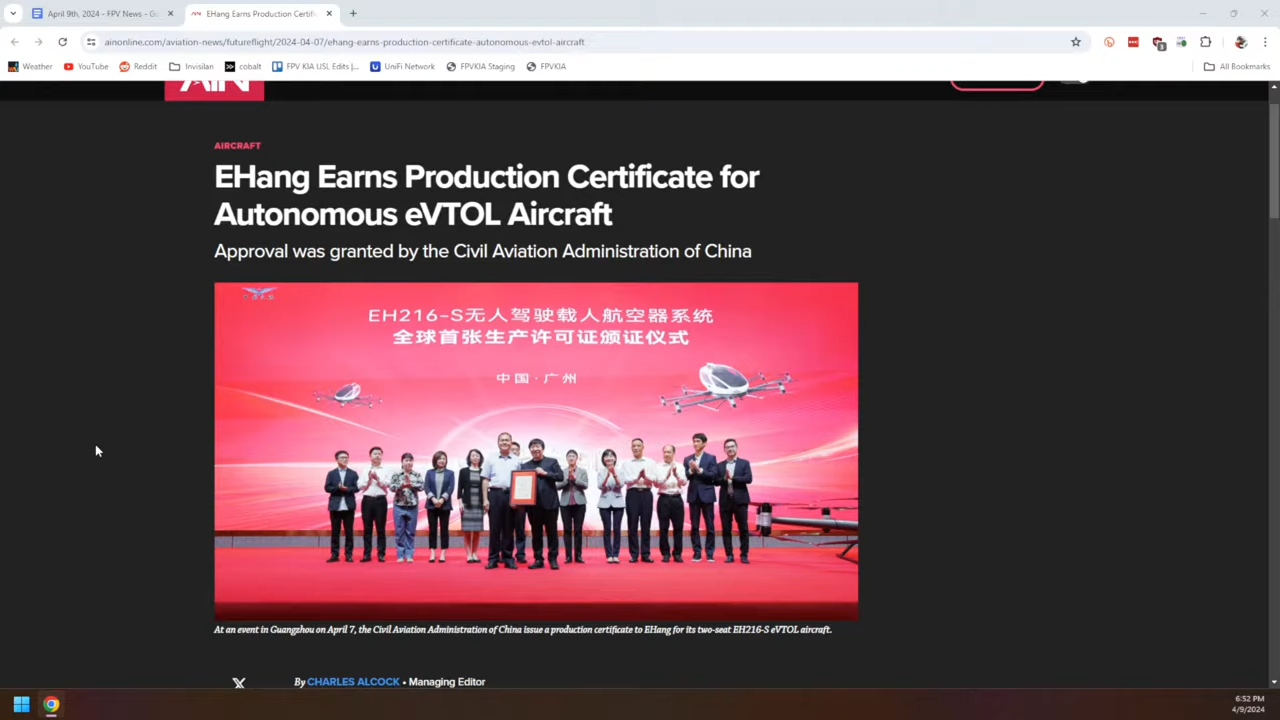 April 9th, 2024 - FPV News - Go
EHang Earns Production Certific
ainonline.com/aviation-news/futureflight/2024-04-07/ehang-earns-production-certificate-autonomous-evtol-aircraft
Weather YouTube Reddit Invisilan cobalt FPV KIA USL Edits |... UniFi Network FPVKIA Staging FPVKIA All Bookmarks
AIN
AIRCRAFT
EHang Earns Production Certificate for
Autonomous eVTOL Aircraft
Approval was granted by the Civil Aviation Administration of China
EH216-S无人驾驶载人航空器系统
全球首张生产许可证颁证仪式
中国·广州
At an event in Guangzhou on April 7, the Civil Aviation Administration of China issue a production certificate to EHang for its two-seat EH216-S eVTOL aircraft.
By CHARLES ALCOCK • Managing Editor
6:52 PM
4/9/2024